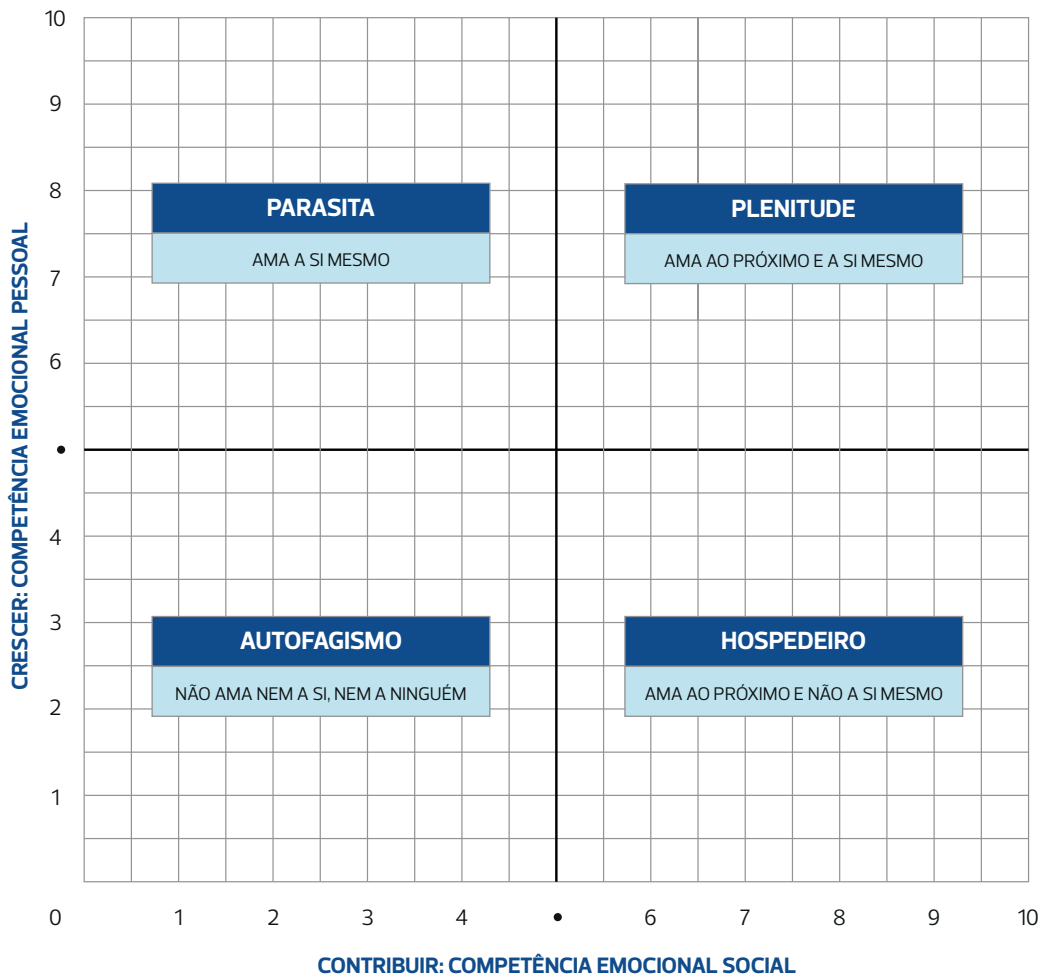 10
9
8
PARASITA
PLENITUDE
AMA A SI MESMO
AMA AO PRÓXIMO E A SI MESMO
7
6
CRESCER: COMPETÊNCIA EMOCIONAL PESSOAL
•
4
3
AUTOFAGISMO
HOSPEDEIRO
NÃO AMA NEM A SI, NEM A NINGUÉM
AMA AO PRÓXIMO E NÃO A SI MESMO
2
1
0 1 2 3 4 • 6 7 8 9 10
CONTRIBUIR: COMPETÊNCIA EMOCIONAL SOCIAL